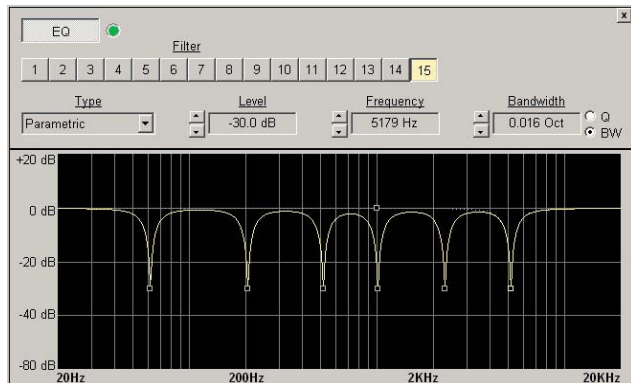 x
EQ
Filter
1 2 3 4 5 6 7 8 9 10 11 12 13 14 15
Type Level Frequency Bandwidth
Parametric -30.0 dB 5179 Hz 0.016 Oct Q
BW
+20 dB
0 dB
-20 dB
-40 dB
-80 dB
20Hz 200Hz 2KHz 20KHz